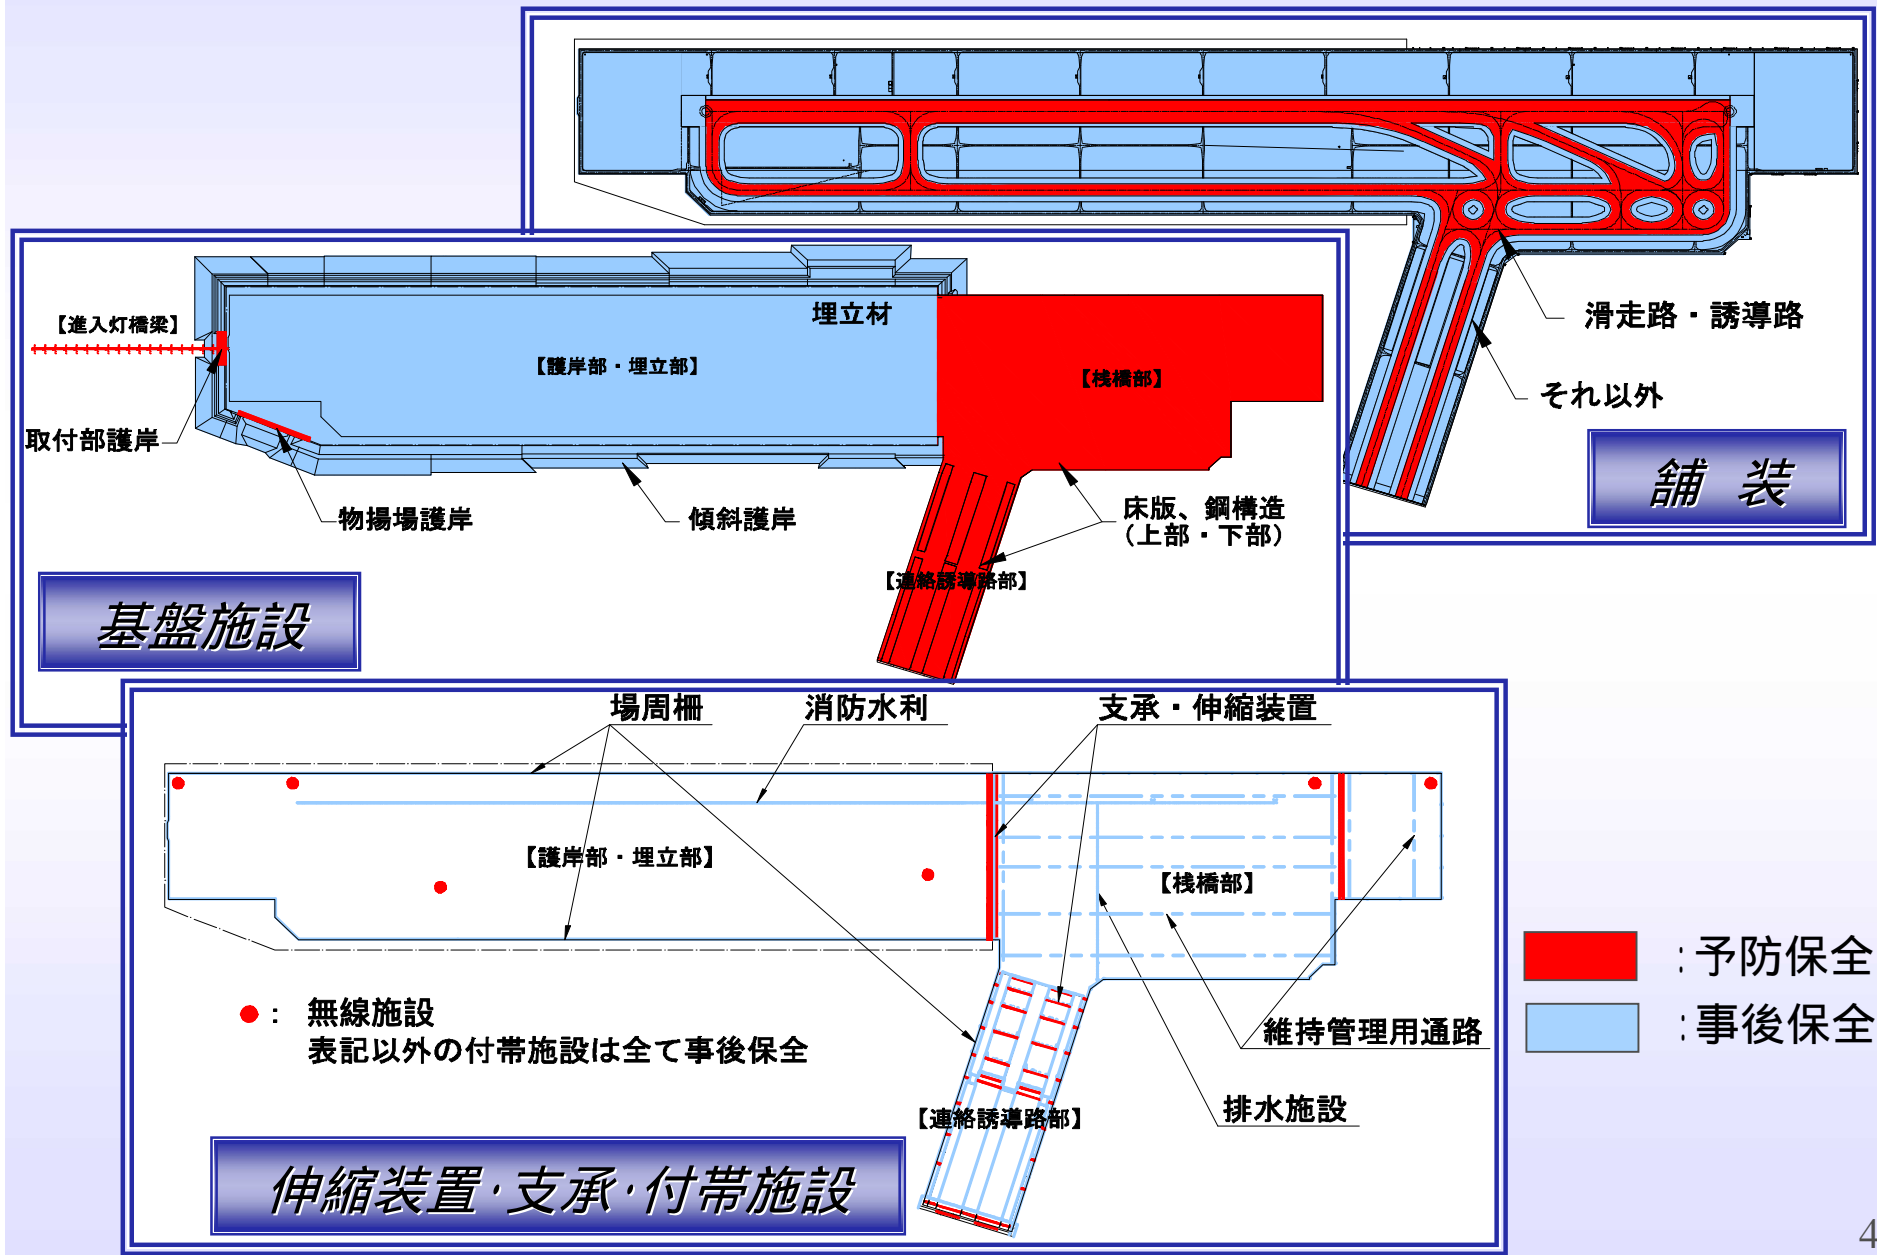 滑走路・誘導路
それ以外
舗 装
【進入灯橋梁】
埋立材
【護岸部・埋立部】
【桟橋部】
取付部護岸
物揚場護岸
傾斜護岸
床版、鋼構造
（上部・下部）
【連絡誘導路部】
基盤施設
場周柵
消防水利
支承・伸縮装置
【護岸部・埋立部】
【桟橋部】
：無線施設
表記以外の付帯施設は全て事後保全
維持管理用通路
排水施設
【連絡誘導路部】
伸縮装置・支承・付帯施設
：予防保全
：事後保全
4